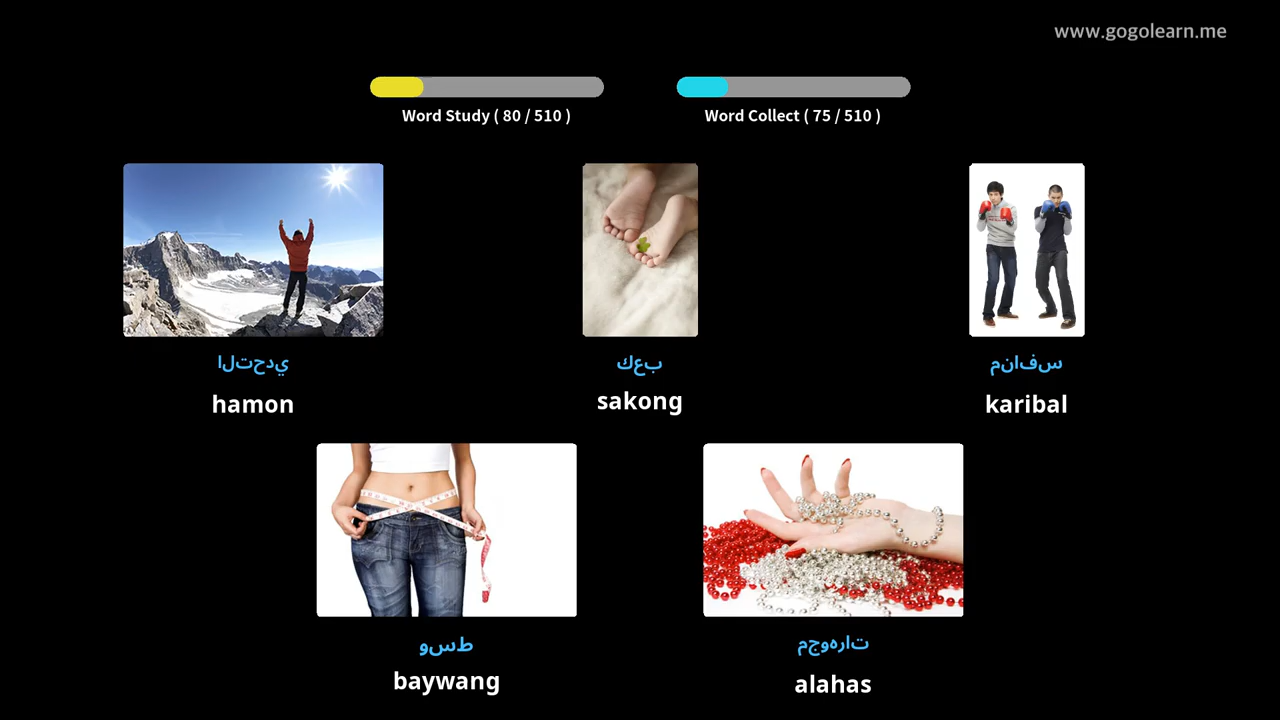 www.gogolearn.me
Word Study ( 80 / 510 )
Word Collect ( 75 / 510 )
التحدي
كعب
منافس
hamon
sakong
karibal
وسط
مجوهرات
baywang
alahas